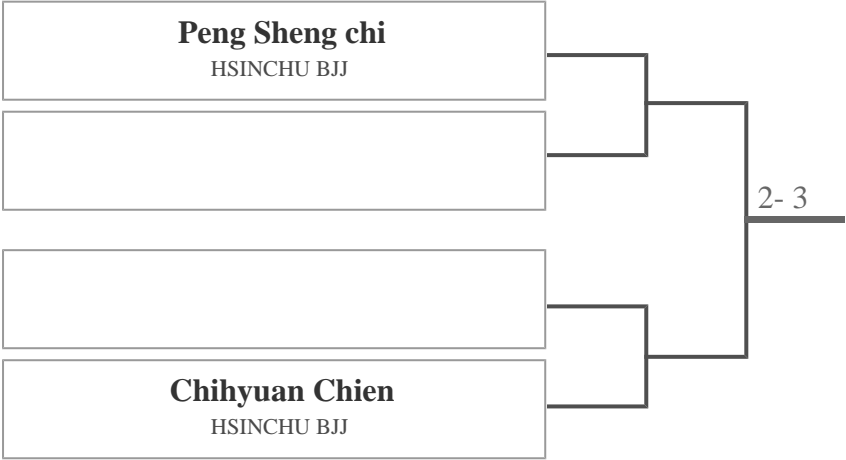 Peng Sheng chi
HSINCHU BJJ
2- 3
Chihyuan Chien
HSINCHU BJJ